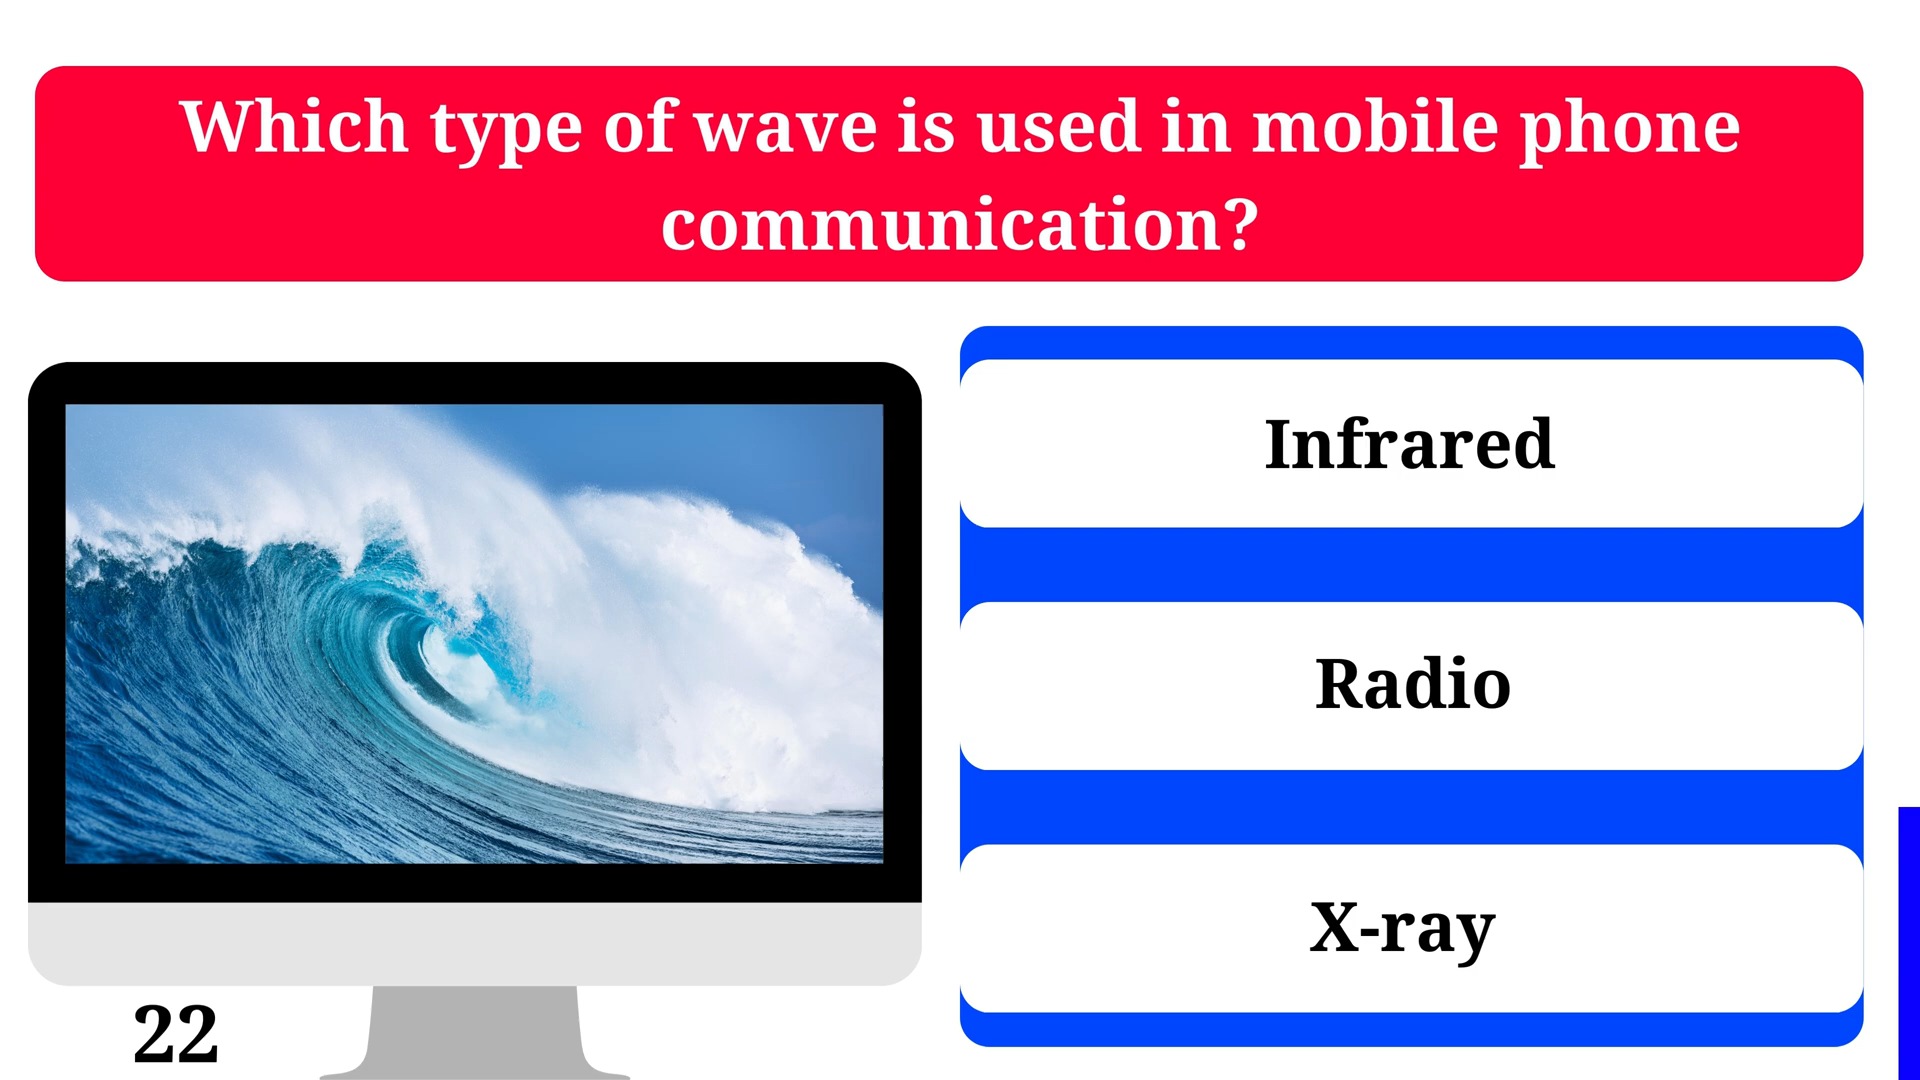 Which type of wave is used in mobile phone
communication?
Infrared
Radio
X-ray
22